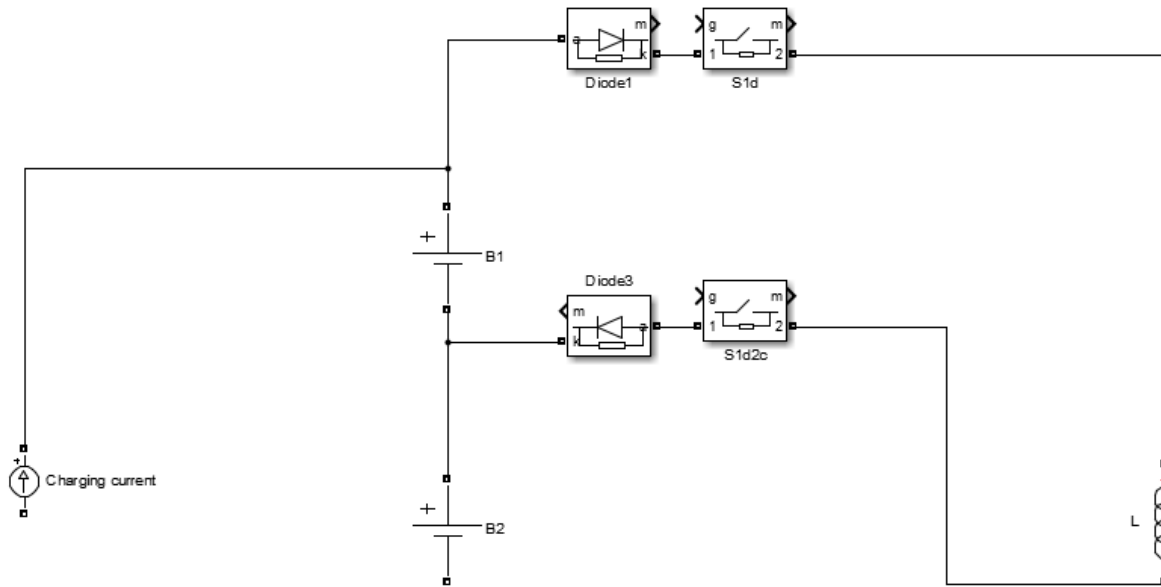 a
m
k
Diode1
g
m
1
2
S1d
+
B1
Diode3
m
a
k
g
m
1
2
S1d2c
+
Charging current
+
B2
L